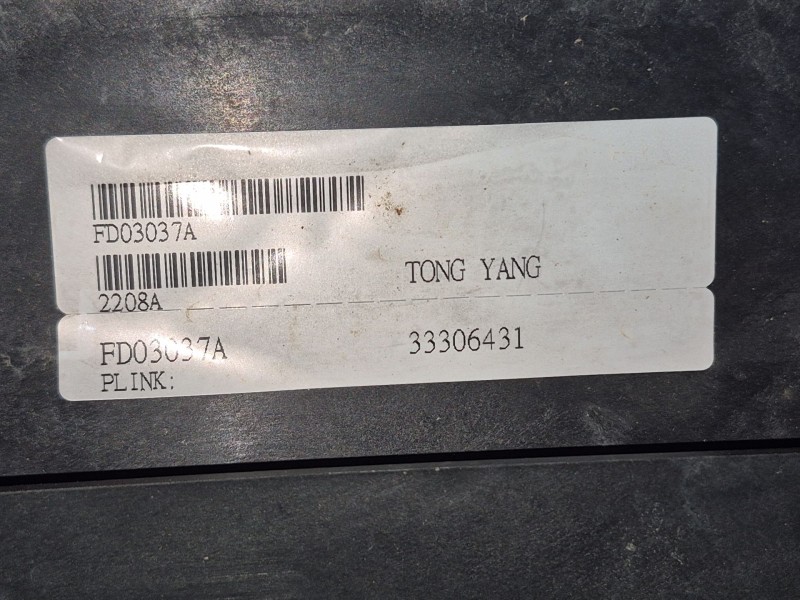 FD03037A
2208A
TONG YANG
FD03037A
33306431
PLINK: